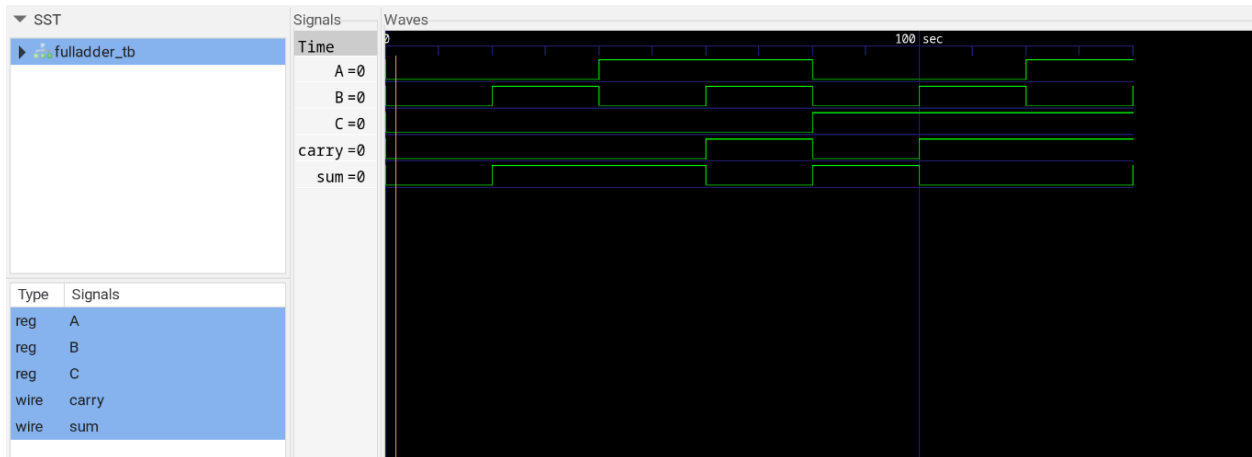 SST
fulladder_tb
Type Signals
reg A
reg B
reg C
wire carry
wire sum
Signals
Time
A =0
B =0
C =0
carry =0
sum =0
Waves
0 100 sec